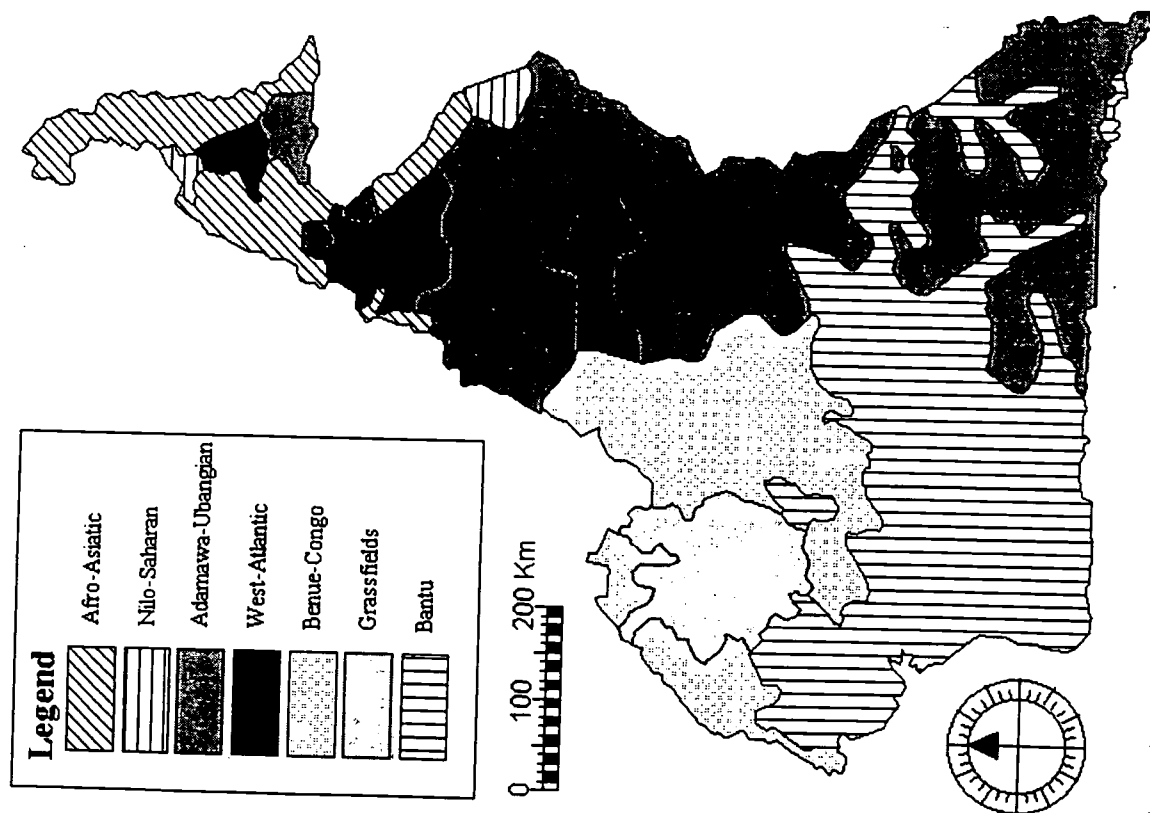 Legend
Afro-Asiatic
Nilo-Saharan
Adamawa-Ubangian
West-Atlantic
Benue-Congo
Grassfields
Bantu
0 100 200 Km